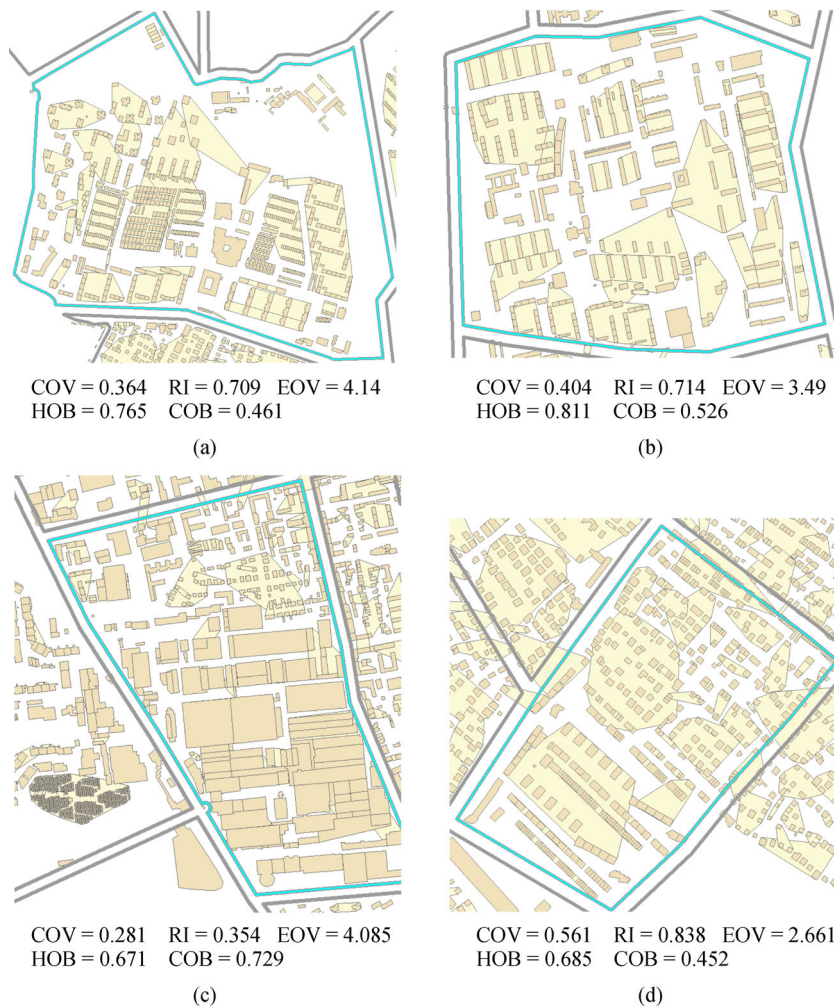 COV = 0.364 RI = 0.709 EOV = 4.14
HOB = 0.765 COB = 0.461
(a)
COV = 0.404 RI = 0.714 EOV = 3.49
HOB = 0.811 COB = 0.526
(b)
COV = 0.281 RI = 0.354 EOV = 4.085
HOB = 0.671 COB = 0.729
(c)
COV = 0.561 RI = 0.838 EOV = 2.661
HOB = 0.685 COB = 0.452
(d)